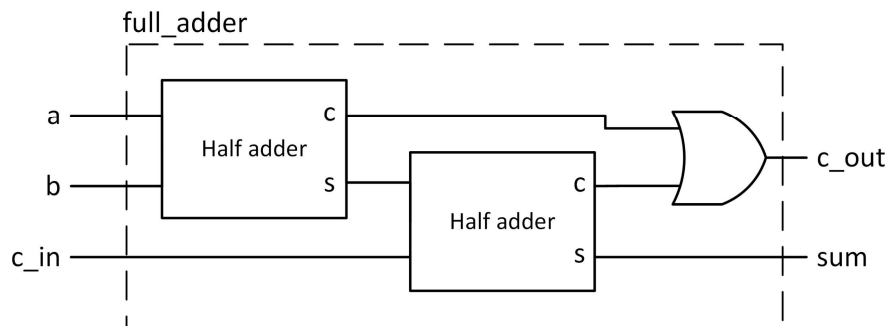 full_adder
a
c
Half adder
b
s
c
c_out
Half adder
c_in
s
sum